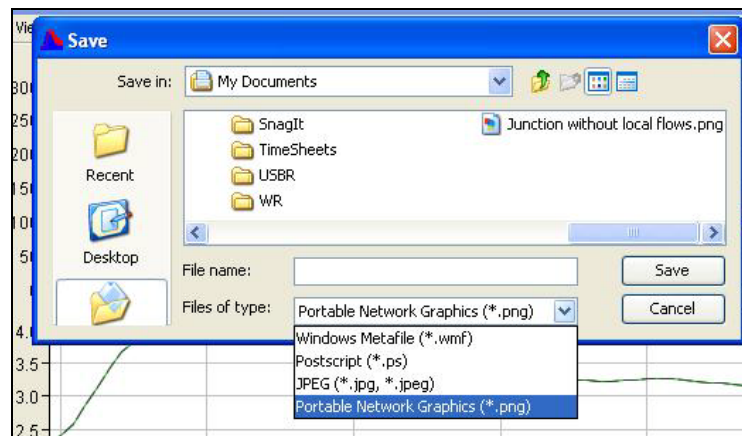 Vie
Save
Save in:
My Documents
SnagIt
TimeSheets
USBR
WR
Junction without local flows.png
Recent
Desktop
File name:
Save
Files of type:
Portable Network Graphics (*.png)
Cancel
Windows Metafile (*.wmf)
Postscript (*.ps)
JPEG (*.jpg, *.jpeg)
Portable Network Graphics (*.png)
3.5
3.0
2.5